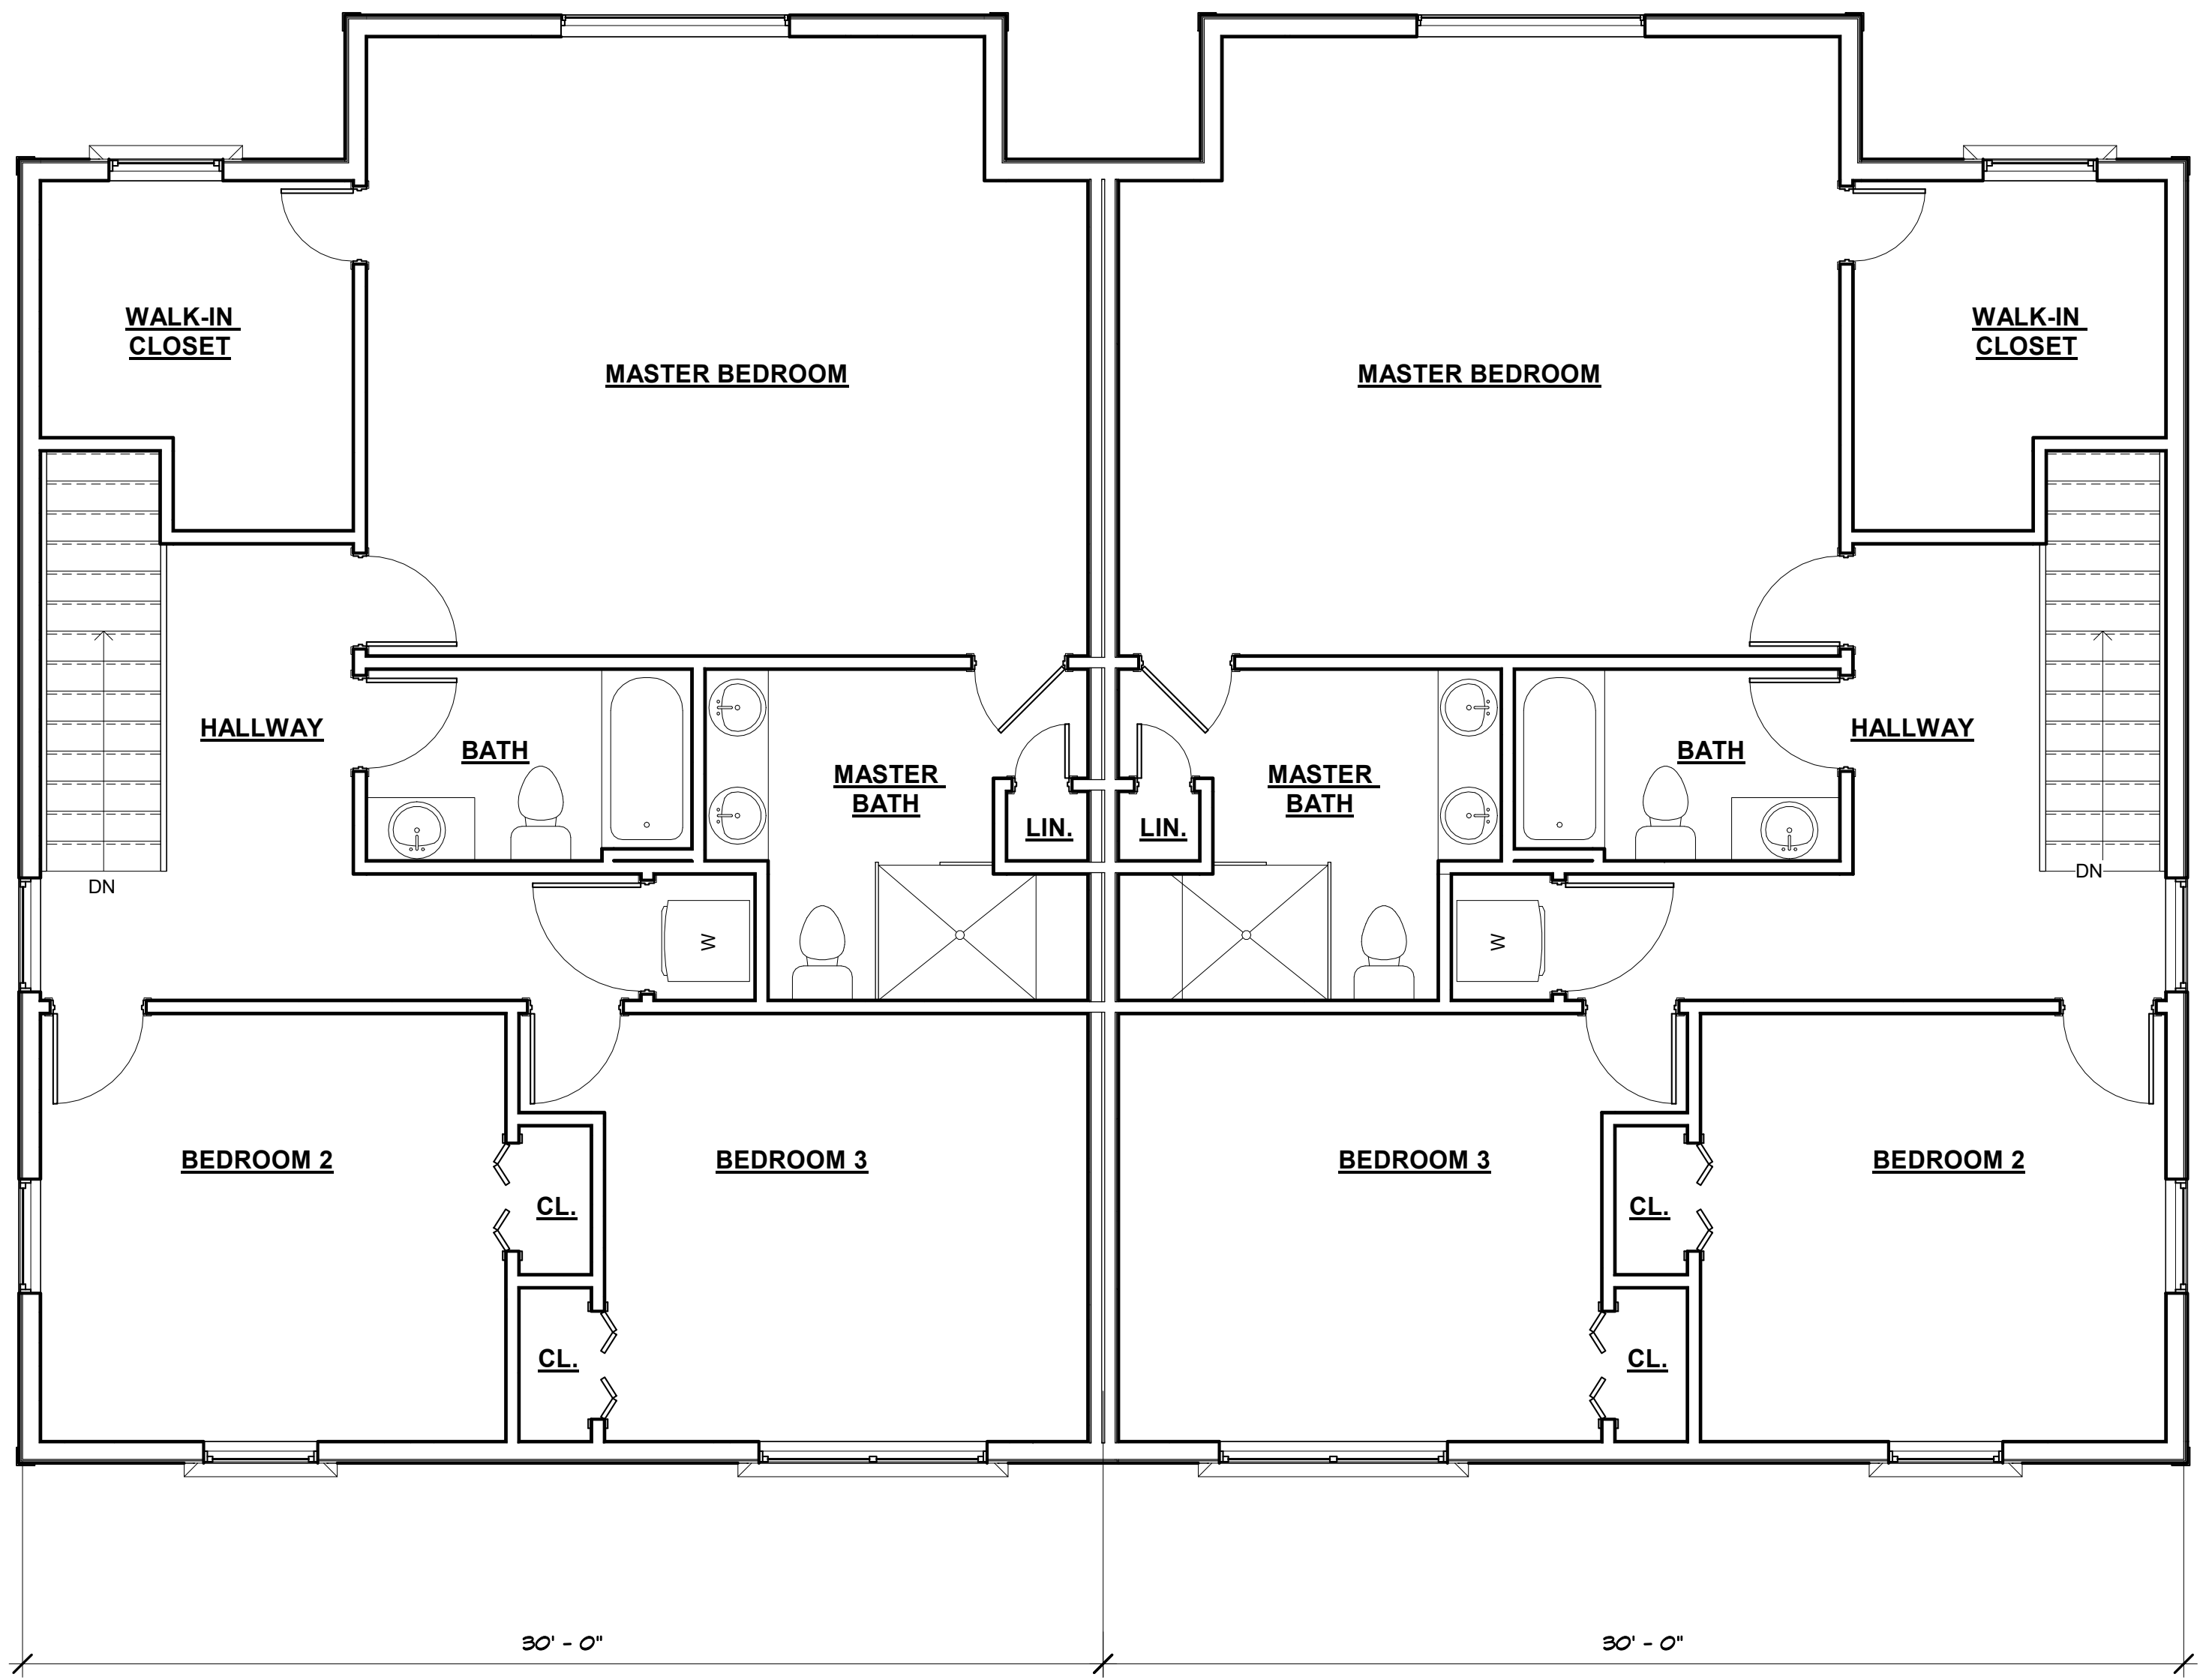 WALK-IN
CLOSET
MASTER BEDROOM
MASTER BEDROOM
WALK-IN
CLOSET
HALLWAY
BATH
MASTER
BATH
LIN.
LIN.
MASTER
BATH
BATH
HALLWAY
DN
W
W
DN
BEDROOM 2
CL.
BEDROOM 3
BEDROOM 3
CL.
BEDROOM 2
CL.
CL.
30' - 0"
30' - 0"